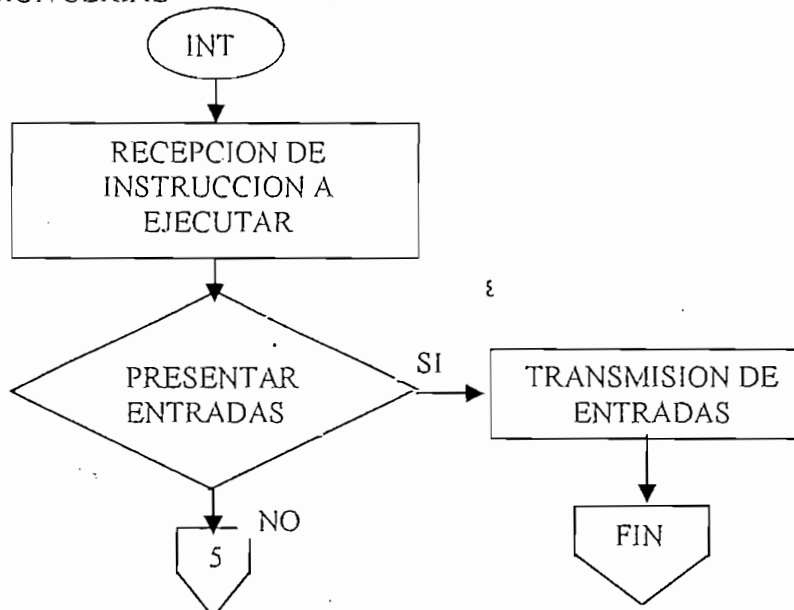 INT
RECEPCION DE
INSTRUCCION A
EJECUTAR
PRESENTAR
ENTRADAS
SI
TRANSMISION DE
ENTRADAS
NO
5
FIN